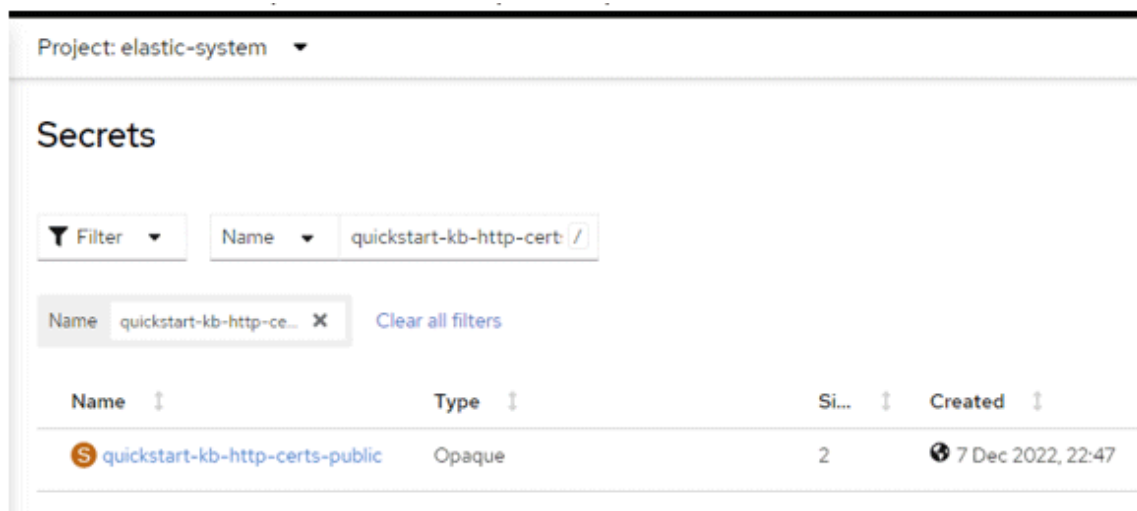 Project: elastic-system
Secrets
Filter Name quickstart-kb-http-cert: /
Name quickstart-kb-http-ce... Clear all filters
Name Type Si... Created
S quickstart-kb-http-certs-public Opaque 2 7 Dec 2022, 22:47